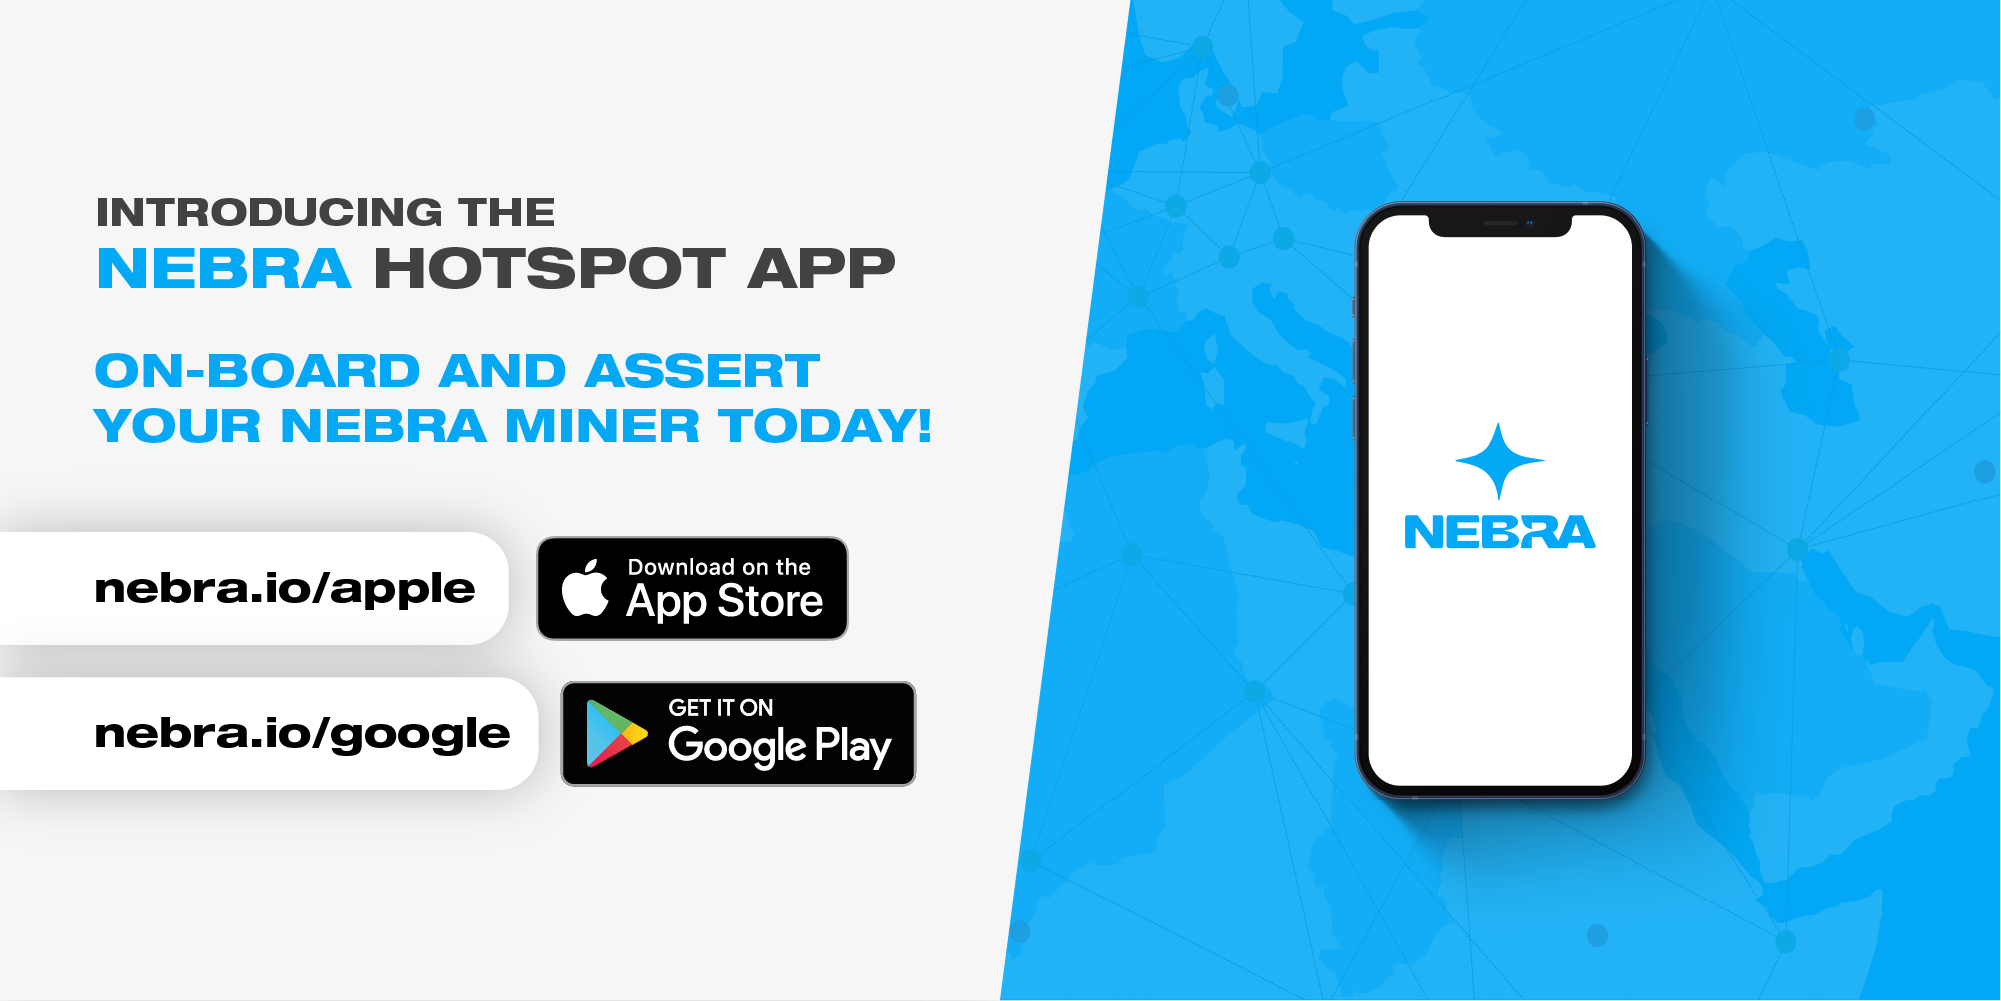 INTRODUCING THE
NEBRA HOTSPOT APP
ON-BOARD AND ASSERT
YOUR NEBRA MINER TODAY!
nebra.io/apple
Download on the
App Store
nebra.io/google
GET IT ON
Google Play
NEBRA